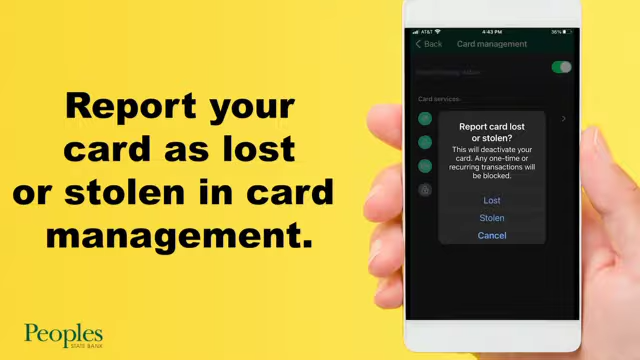 Report your
card as lost
or stolen in card
management.
Peoples
STATE BANK
AT&T 4:43 PM 36%
Back Card management
Card services
Report card lost
or stolen?
This will deactivate your
card. Any one-time or
recurring transactions will
be blocked.
Lost
Stolen
Cancel